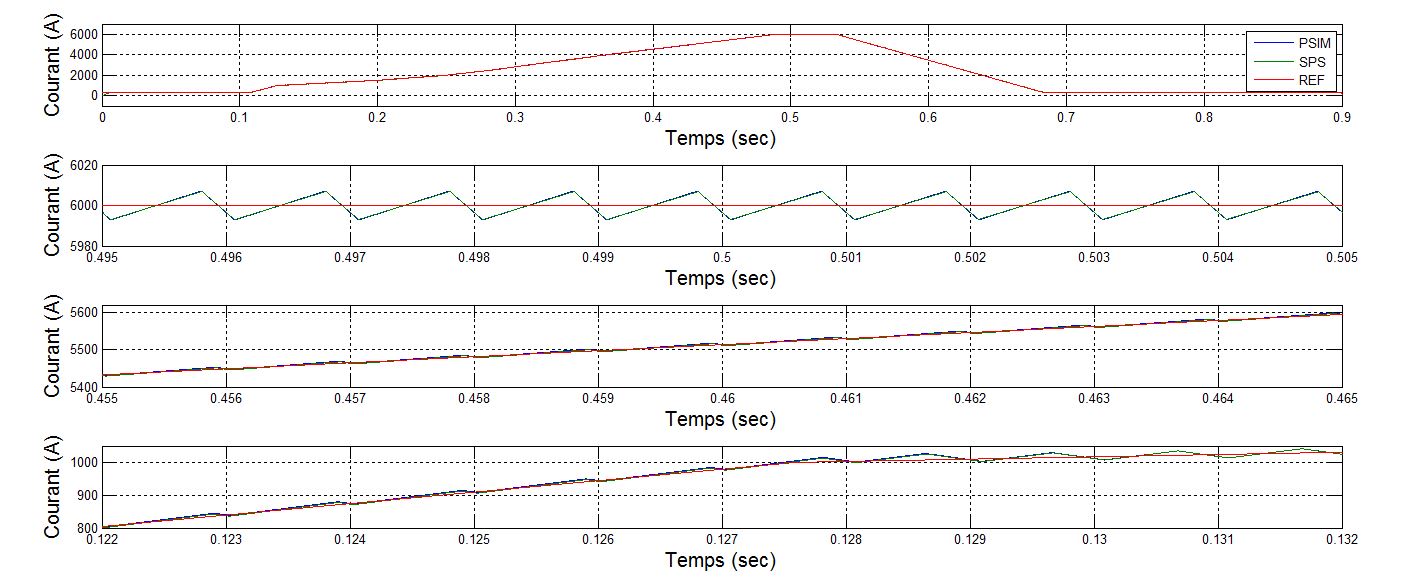 Courant (A)
6000
4000
2000
0
PSIM
SPS
REF
0 0.1 0.2 0.3 0.4 0.5 0.6 0.7 0.8 0.9
Temps (sec)
Courant (A)
6020
6000
5980
0.495 0.496 0.497 0.498 0.499 0.5 0.501 0.502 0.503 0.504 0.505
Temps (sec)
Courant (A)
5600
5500
5400
0.455 0.456 0.457 0.458 0.459 0.46 0.461 0.462 0.463 0.464 0.465
Temps (sec)
Courant (A)
1000
900
800
0.122 0.123 0.124 0.125 0.126 0.127 0.128 0.129 0.13 0.131 0.132
Temps (sec)